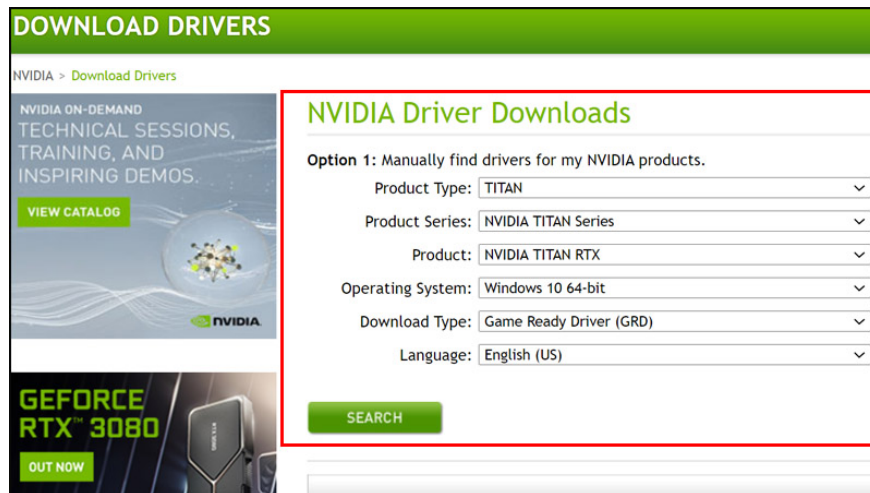 DOWNLOAD DRIVERS
NVIDIA > Download Drivers
NVIDIA ON-DEMAND
TECHNICAL SESSIONS,
TRAINING, AND
INSPIRING DEMOS.
VIEW CATALOG
NVIDIA.
GEFORCE
RTX™ 3080
OUT NOW
RTX 3080
NVIDIA Driver Downloads
Option 1: Manually find drivers for my NVIDIA products.
Product Type: TITAN
Product Series: NVIDIA TITAN Series
Product: NVIDIA TITAN RTX
Operating System: Windows 10 64-bit
Download Type: Game Ready Driver (GRD)
Language: English (US)
SEARCH